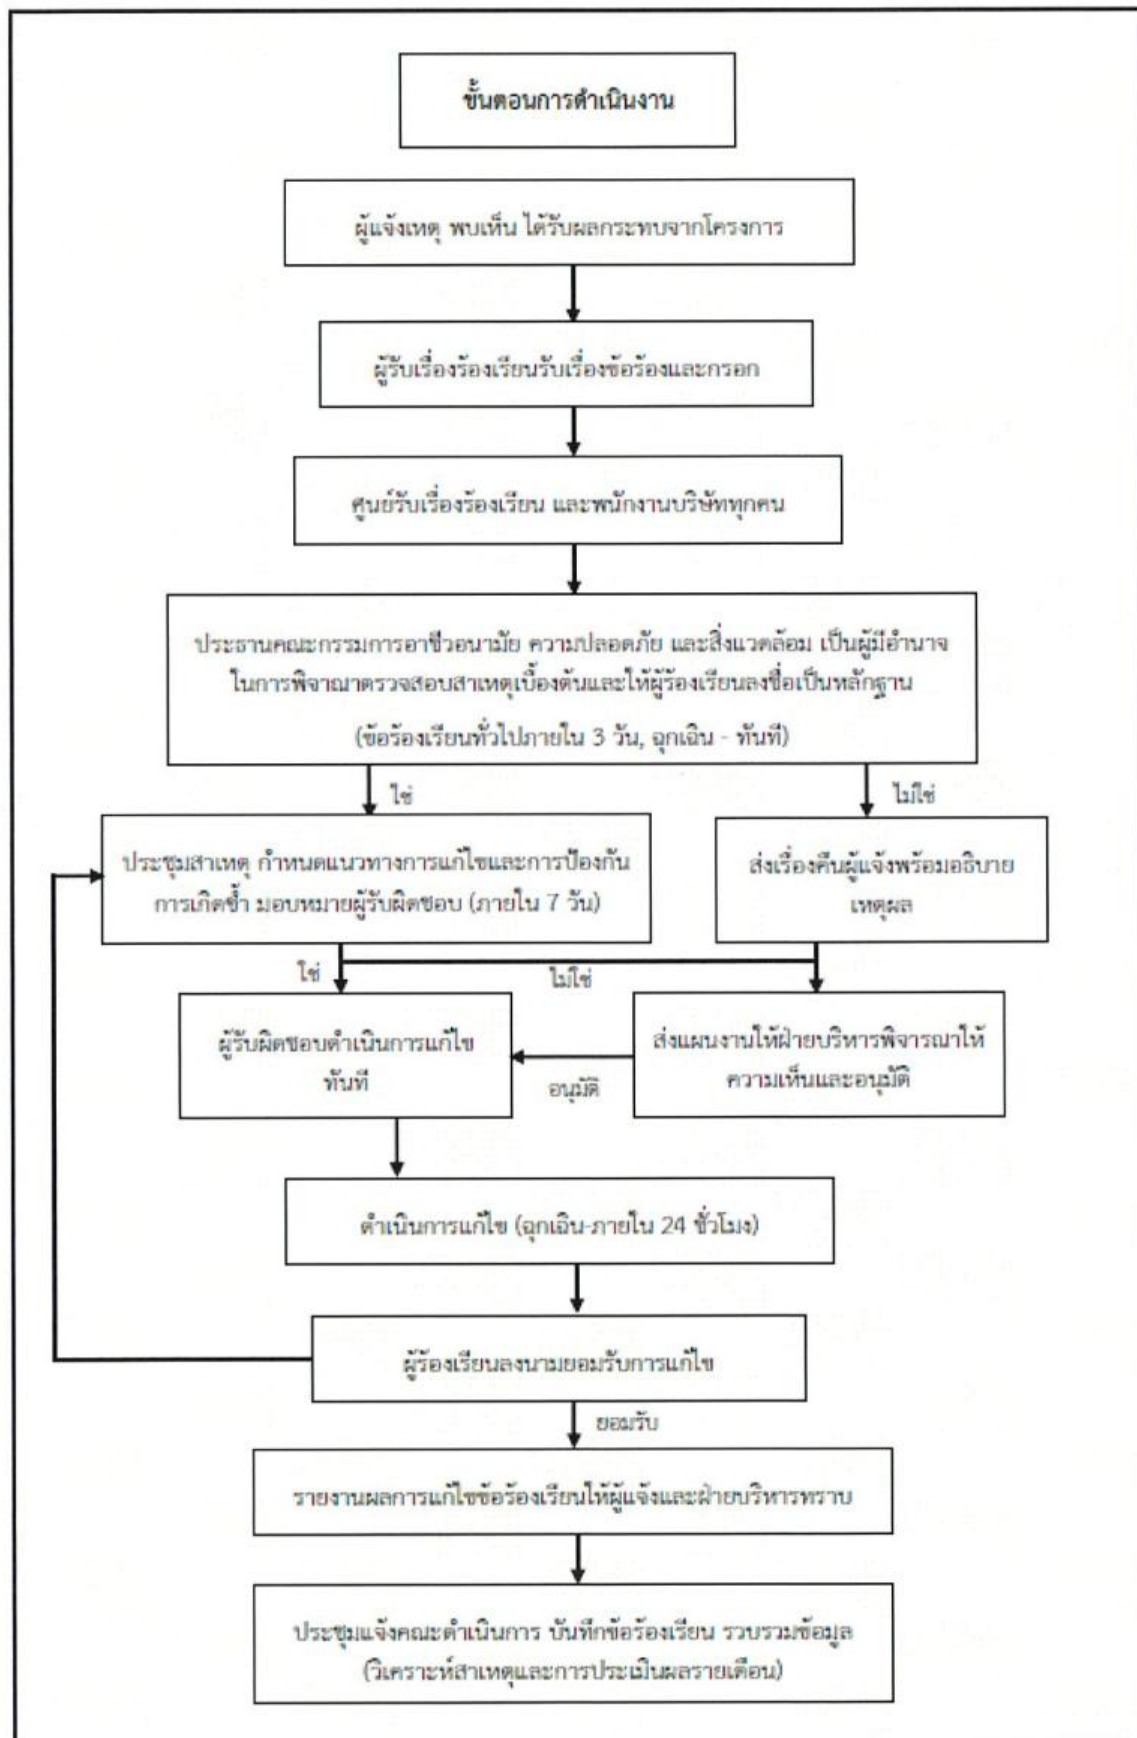 ขั้นตอนการดำเนินงาน
ผู้แจ้งเหตุ พบเห็น ได้รับผลกระทบจากโครงการ
ผู้รับเรื่องร้องเรียนรับเรื่องข้อร้องและกรอก
ศูนย์รับเรื่องร้องเรียน และพนักงานบริษัททุกคน
ประธานคณะกรรมการอาชีวอนามัย ความปลอดภัย และสิ่งแวดล้อม เป็นผู้มีอำนาจ
ในการพิจาณาตรวจสอบสาเหตุเบื้องต้นและให้ผู้ร้องเรียนลงชื่อเป็นหลักฐาน
(ข้อร้องเรียนทั่วไปภายใน 3 วัน, ฉุกเฉิน - ทันที)
ใช่
ไม่ใช่
ประชุมสาเหตุ กำหนดแนวทางการแก้ไขและการป้องกัน
การเกิดซ้ำ มอบหมายผู้รับผิดชอบ (ภายใน 7 วัน)
ส่งเรื่องคืนผู้แจ้งพร้อมอธิบาย
เหตุผล
ใช่
ไม่ใช่
ผู้รับผิดชอบดำเนินการแก้ไข
ทันที
อนุมัติ
ส่งแผนงานให้ฝ่ายบริหารพิจารณาให้
ความเห็นและอนุมัติ
ดำเนินการแก้ไข (ฉุกเฉิน-ภายใน 24 ชั่วโมง)
ผู้ร้องเรียนลงนามยอมรับการแก้ไข
ยอมรับ
รายงานผลการแก้ไขข้อร้องเรียนให้ผู้แจ้งและฝ่ายบริหารทราบ
ประชุมแจ้งคณะดำเนินการ บันทึกข้อร้องเรียน รวบรวมข้อมูล
(วิเคราะห์สาเหตุและการประเมินผลรายเดือน)